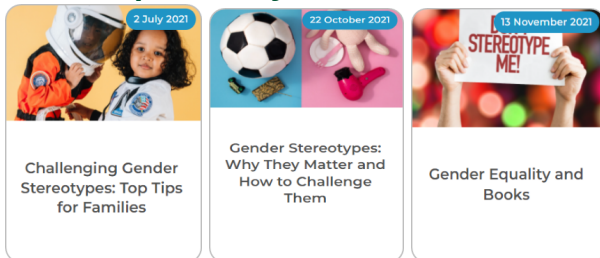 2 July 2021
Challenging Gender
Stereotypes: Top Tips
for Families
22 October 2021
Gender Stereotypes:
Why They Matter and
How to Challenge
Them
13 November 2021
STEREOTYPE
ME!
Gender Equality and
Books